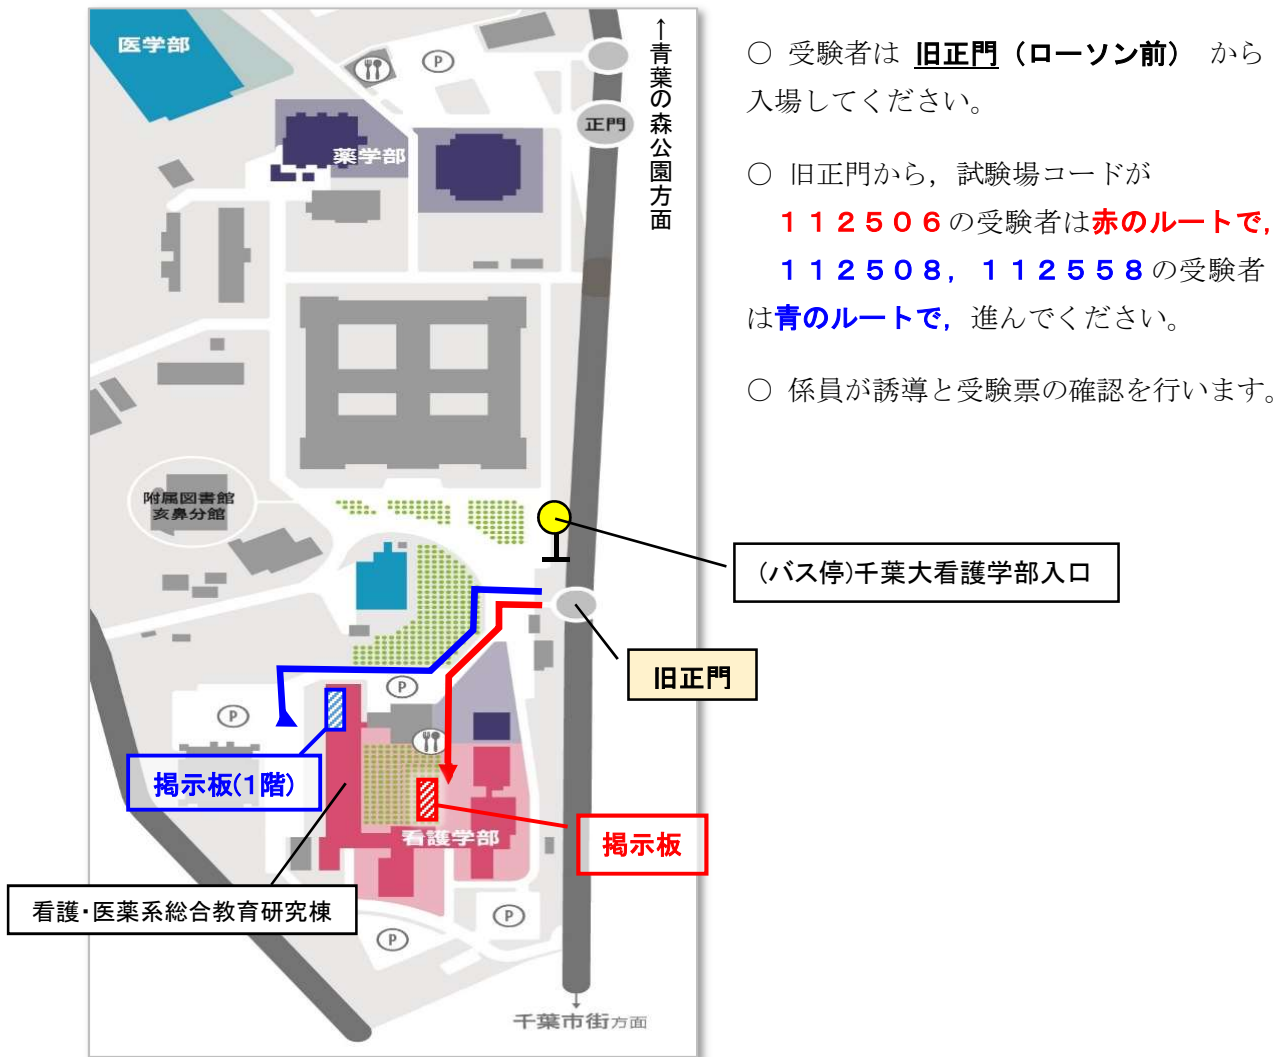 医学部
P
↑青葉の森公園方面
正門
薬学部
附属図書館
亥鼻分館
(バス停)千葉大看護学部入口
旧正門
P
P
掲示板(1階)
看護学部
掲示板
看護・医薬系総合教育研究棟
P
P
千葉市街方面
○ 受験者は 旧正門（ローソン前） から
入場してください。
○ 旧正門から，試験場コードが
１１２５０６の受験者は赤のルートで，
１１２５０８，１１２５５８の受験者
は青のルートで，進んでください。
○ 係員が誘導と受験票の確認を行います。